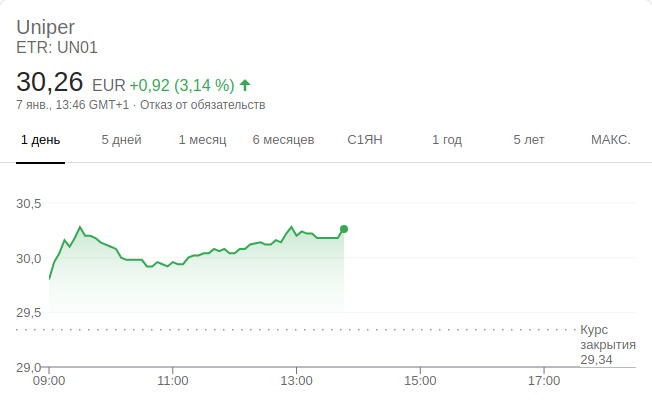 Uniper
ETR: UN01
30,26 EUR +0,92 (3,14 %)
7 янв., 13:46 GMT+1 · Отказ от обязательств
1 день 5 дней 1 месяц 6 месяцев С1ЯН 1 год 5 лет МАКС.
30,5
30,0
29,5
Курс
закрытия
29,34
29,0
09:00 11:00 13:00 15:00 17:00